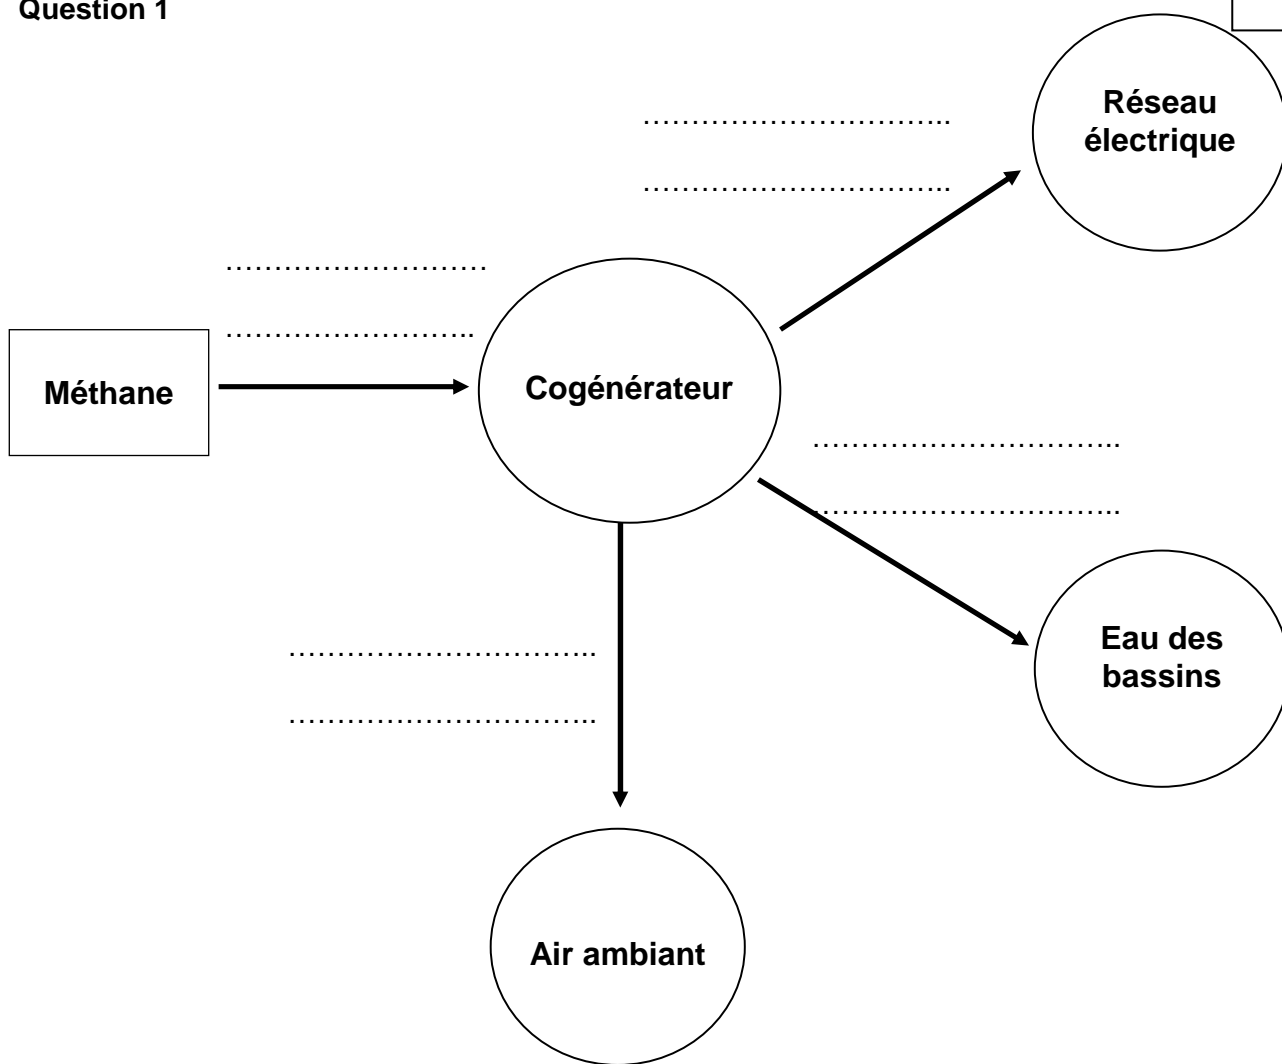 Question 1
Réseau
électrique
…………………………..
…………………………..
………………………
……………………..
Méthane
Cogénérateur
…………………………..
…………………………..
Eau des
bassins
…………………………..
…………………………..
Air ambiant